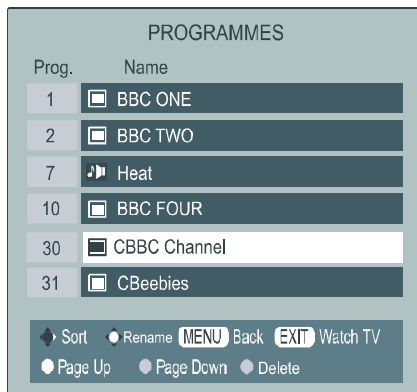 PROGRAMMES
Prog. Name
1 BBC ONE
2 BBC TWO
7 Heat
10 BBC FOUR
30 CBBC Channel
31 CBeebies
Sort Rename MENU Back EXIT Watch TV
Page Up Page Down Delete